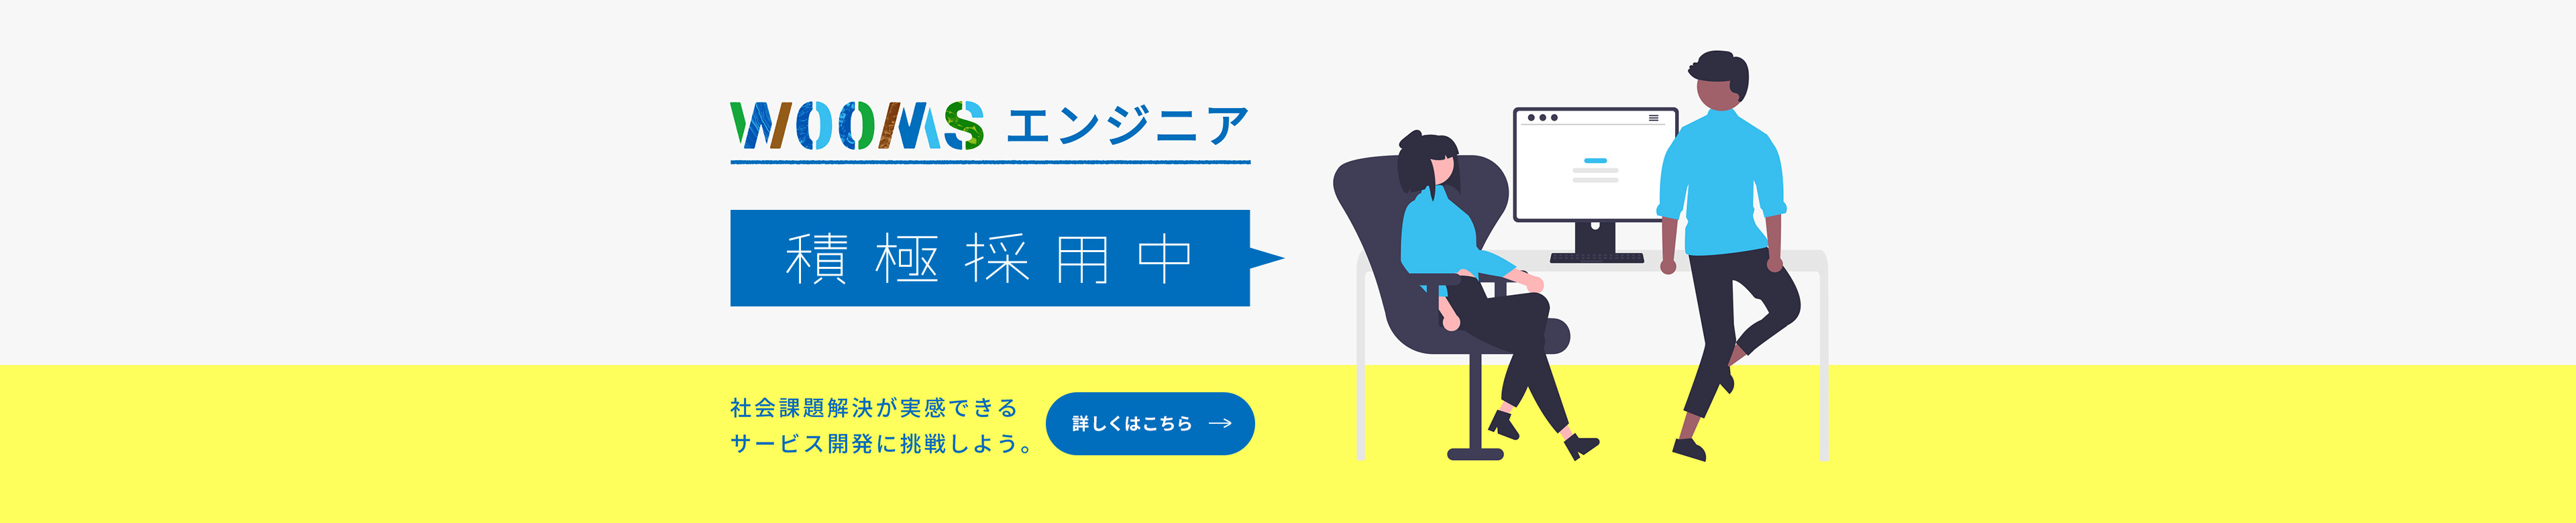 WOOMS エンジニア
積極採用中
社会課題解決が実感できる
サービス開発に挑戦しよう。
詳しくはこちら →